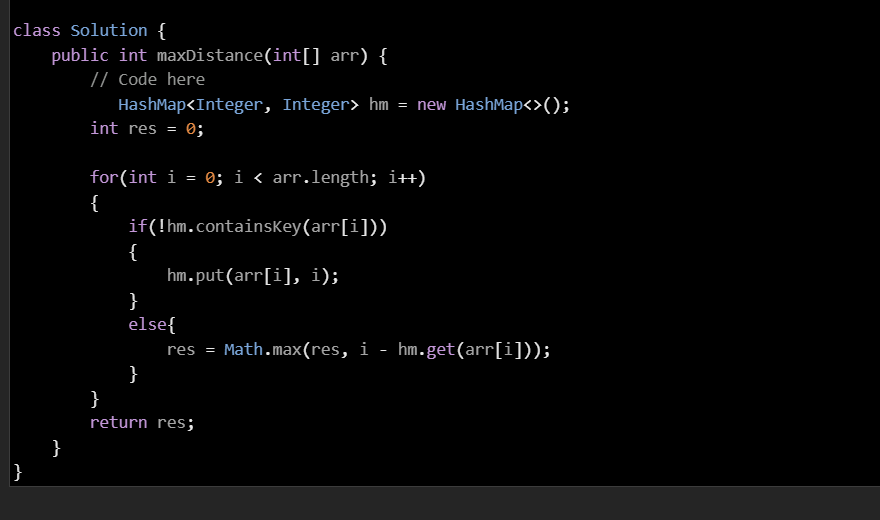 class Solution {
    public int maxDistance(int[] arr) {
        // Code here
           HashMap<Integer, Integer> hm = new HashMap<>();
        int res = 0;

        for(int i = 0; i < arr.length; i++)
        {
            if(!hm.containsKey(arr[i]))
            {
                hm.put(arr[i], i);
            }
            else{
                res = Math.max(res, i - hm.get(arr[i]));
            }
        }
        return res;
    }
}